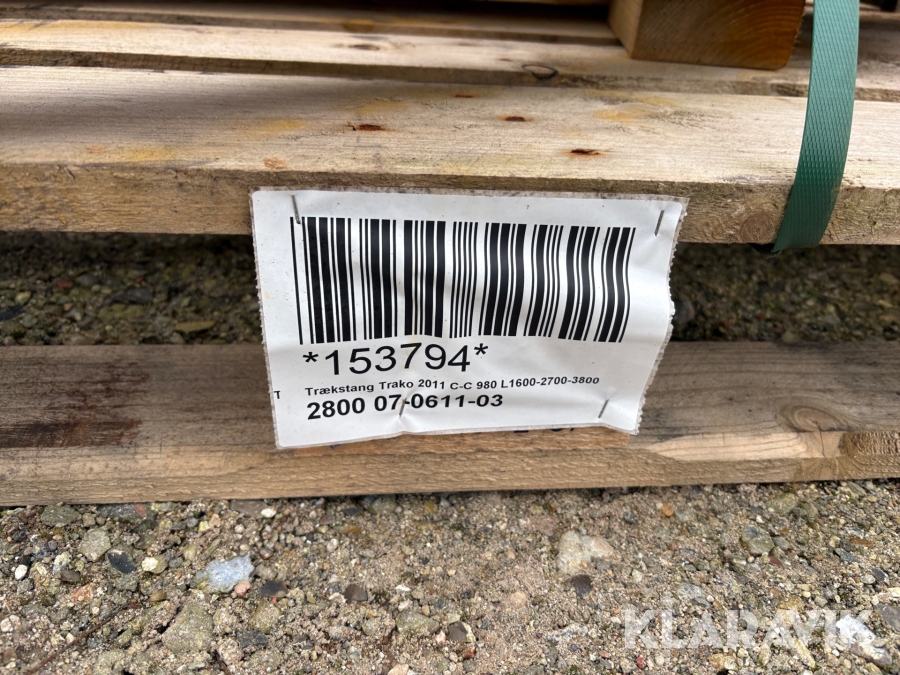 *153794*
Trækstang Trako 2011 C-C 980 L1600-2700-3800
T
2800 07-0611-03
KLARAVIK